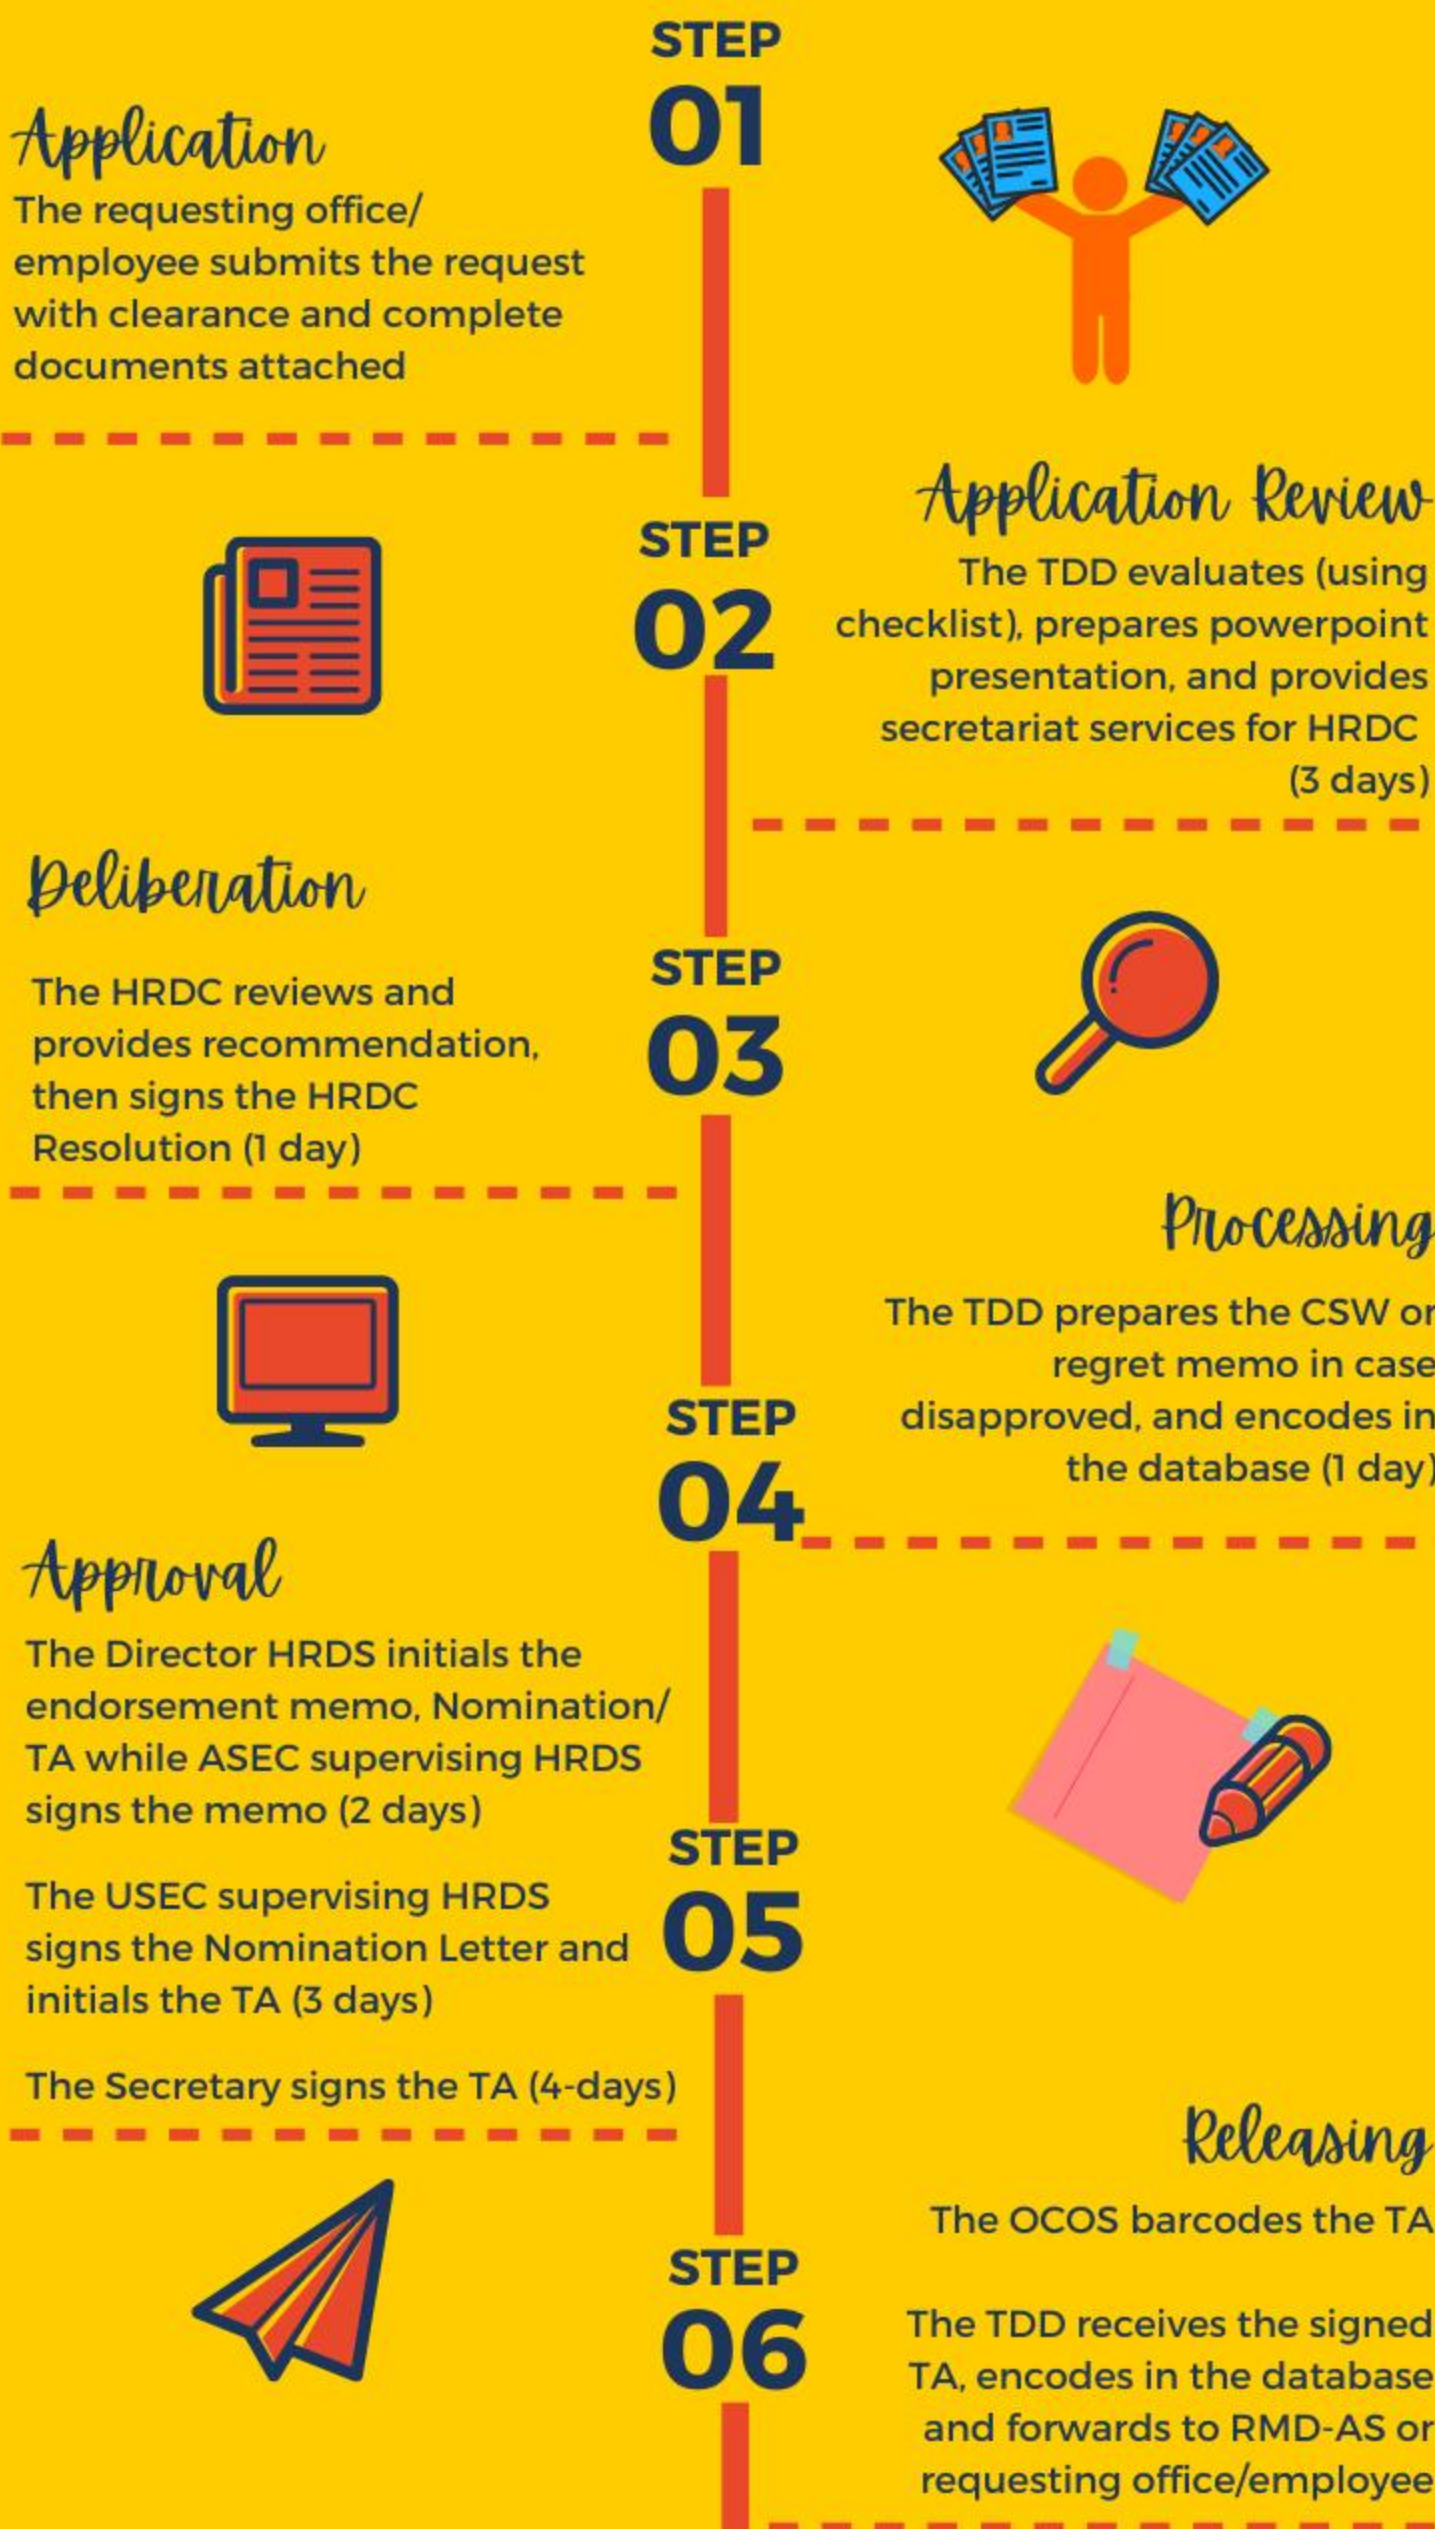 STEP
01
Application
The requesting office/
employee submits the request
with clearance and complete
documents attached
STEP
02
Application Review
The TDD evaluates (using
checklist), prepares powerpoint
presentation, and provides
secretariat services for HRDC
(3 days)
Deliberation
The HRDC reviews and
provides recommendation,
then signs the HRDC
Resolution (1 day)
STEP
03
Processing
The TDD prepares the CSW or
regret memo in case
disapproved, and encodes in
the database (1 day)
STEP
04
Approval
The Director HRDS initials the
endorsement memo, Nomination/
TA while ASEC supervising HRDS
signs the memo (2 days)
The USEC supervising HRDS
signs the Nomination Letter and
initials the TA (3 days)
The Secretary signs the TA (4-days)
STEP
05
Releasing
The OCOS barcodes the TA
The TDD receives the signed
TA, encodes in the database
and forwards to RMD-AS or
requesting office/employee
STEP
06